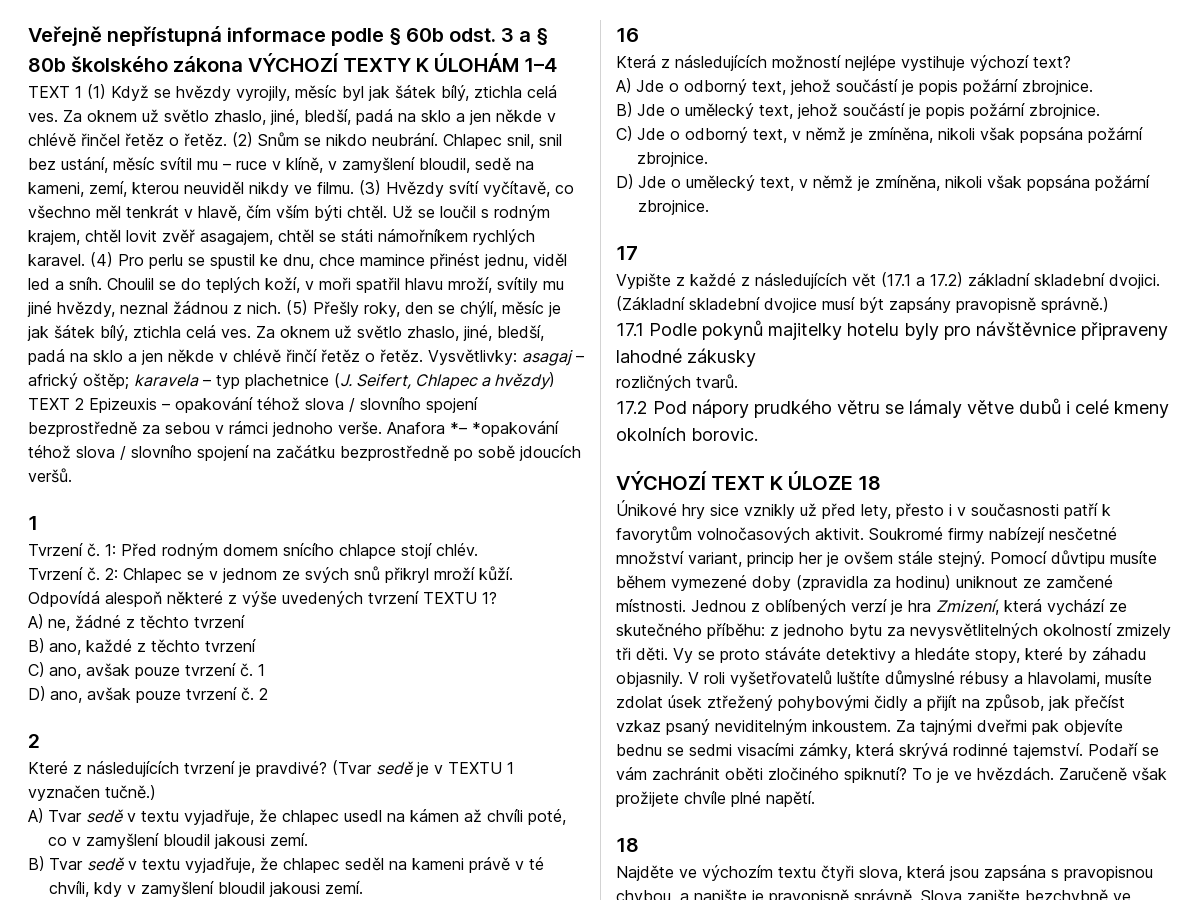 Veřejně nepřístupná informace podle § 60b odst. 3 a §
80b školského zákona VÝCHOZÍ TEXTY K ÚLOHÁM 1–4
TEXT 1 (1) Když se hvězdy vyrojily, měsíc byl jak šátek bílý, ztichla celá
ves. Za oknem už světlo zhaslo, jiné, bledší, padá na sklo a jen někde v
chlévě řinčel řetěz o řetěz. (2) Snům se nikdo neubrání. Chlapec snil, snil
bez ustání, měsíc svítil mu – ruce v klíně, v zamyšlení bloudil, sedě na
kameni, zemí, kterou neuviděl nikdy ve filmu. (3) Hvězdy svítí vyčítavě, co
všechno měl tenkrát v hlavě, čím vším býti chtěl. Už se loučil s rodným
krajem, chtěl lovit zvěř asagajem, chtěl se státi námořníkem rychlých
karavel. (4) Pro perlu se spustil ke dnu, chce mamince přinést jednu, viděl
led a sníh. Choulil se do teplých koží, v moři spatřil hlavu mroží, svítily mu
jiné hvězdy, neznal žádnou z nich. (5) Přešly roky, den se chýlí, měsíc je
jak šátek bílý, ztichla celá ves. Za oknem už světlo zhaslo, jiné, bledší,
padá na sklo a jen někde v chlévě řinčí řetěz o řetěz. Vysvětlivky: asagaj –
africký oštěp; karavela – typ plachetnice (J. Seifert, Chlapec a hvězdy)
TEXT 2 Epizeuxis – opakování téhož slova / slovního spojení
bezprostředně za sebou v rámci jednoho verše. Anafora *– *opakování
téhož slova / slovního spojení na začátku bezprostředně po sobě jdoucích
veršů.
1
Tvrzení č. 1: Před rodným domem snícího chlapce stojí chlév.
Tvrzení č. 2: Chlapec se v jednom ze svých snů přikryl mroží kůží.
Odpovídá alespoň některé z výše uvedených tvrzení TEXTU 1?
A) ne, žádné z těchto tvrzení
B) ano, každé z těchto tvrzení
C) ano, avšak pouze tvrzení č. 1
D) ano, avšak pouze tvrzení č. 2
2
Které z následujících tvrzení je pravdivé? (Tvar sedě je v TEXTU 1
vyznačen tučně.)
A) Tvar sedě v textu vyjadřuje, že chlapec usedl na kámen až chvíli poté,
co v zamyšlení bloudil jakousi zemí.
B) Tvar sedě v textu vyjadřuje, že chlapec seděl na kameni právě v té
chvíli, kdy v zamyšlení bloudil jakousi zemí.
16
Která z následujících možností nejlépe vystihuje výchozí text?
A) Jde o odborný text, jehož součástí je popis požární zbrojnice.
B) Jde o umělecký text, jehož součástí je popis požární zbrojnice.
C) Jde o odborný text, v němž je zmíněna, nikoli však popsána požární
zbrojnice.
D) Jde o umělecký text, v němž je zmíněna, nikoli však popsána požární
zbrojnice.
17
Vypište z každé z následujících vět (17.1 a 17.2) základní skladební dvojici.
(Základní skladební dvojice musí být zapsány pravopisně správně.)
17.1 Podle pokynů majitelky hotelu byly pro návštěvnice připraveny
lahodné zákusky
rozličných tvarů.
17.2 Pod nápory prudkého větru se lámaly větve dubů i celé kmeny
okolních borovic.
VÝCHOZÍ TEXT K ÚLOZE 18
Únikové hry sice vznikly už před lety, přesto i v současnosti patří k
favorytům volnočasových aktivit. Soukromé firmy nabízejí nesčetné
množství variant, princip her je ovšem stále stejný. Pomocí důvtipu musíte
během vymezené doby (zpravidla za hodinu) uniknout ze zamčené
místnosti. Jednou z oblíbených verzí je hra Zmizení, která vychází ze
skutečného příběhu: z jednoho bytu za nevysvětlitelných okolností zmizely
tři děti. Vy se proto stáváte detektivy a hledáte stopy, které by záhadu
objasnily. V roli vyšetřovatelů luštíte důmyslné rébusy a hlavolami, musíte
zdolat úsek ztřežený pohybovými čidly a přijít na způsob, jak přečíst
vzkaz psaný neviditelným inkoustem. Za tajnými dveřmi pak objevíte
bednu se sedmi visacími zámky, která skrývá rodinné tajemství. Podaří se
vám zachránit oběti zločiného spiknutí? To je ve hvězdách. Zaručeně však
prožijete chvíle plné napětí.
18
Najděte ve výchozím textu čtyři slova, která jsou zapsána s pravopisnou
chybou, a napište je pravopisně správně. Slova zapište bezchybně ve